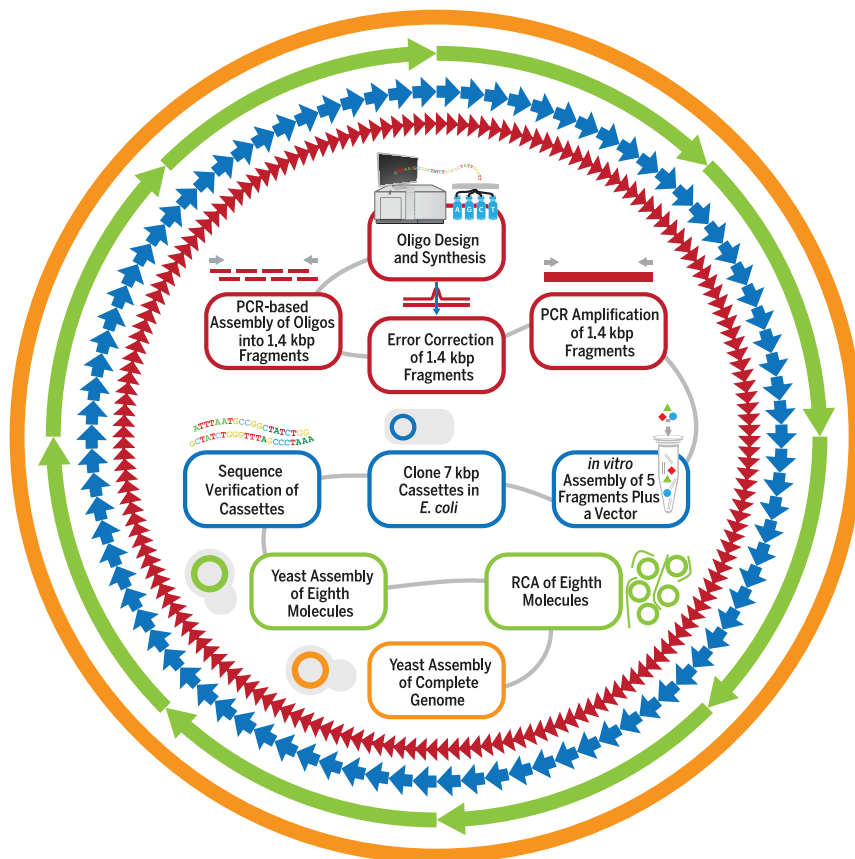 A G C T
Oligo Design
and Synthesis
PCR-based
Assembly of Oligos
into 1.4 kbp
Fragments
Error Correction
of 1.4 kbp
Fragments
PCR Amplification
of 1.4 kbp
Fragments
ATTTAATGCCGGCTATCTGG
GCTATCTGGGTTTAGCCCTAAA
Sequence
Verification of
Cassettes
Clone 7 kbp
Cassettes in
E. coli
in vitro
Assembly of 5
Fragments Plus
a Vector
Yeast Assembly
of Eighth
Molecules
RCA of Eighth
Molecules
Yeast Assembly
of Complete
Genome